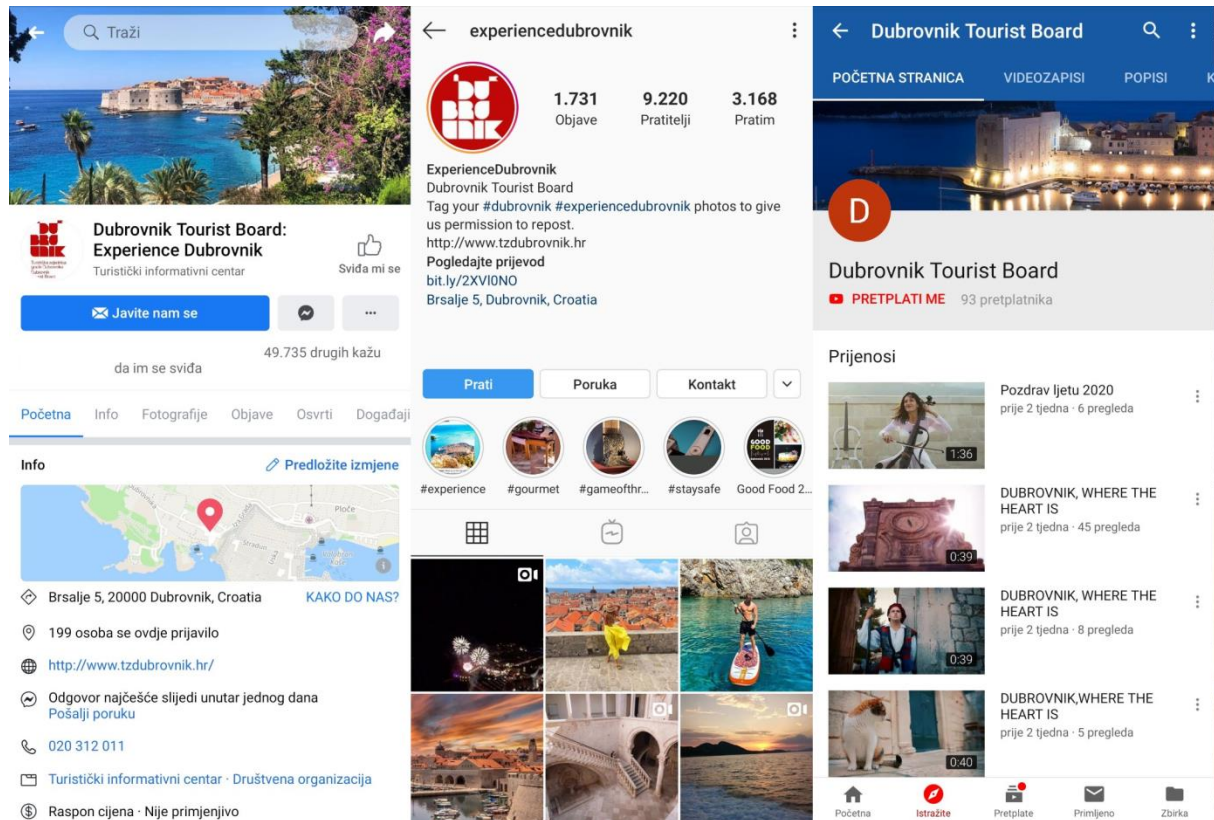 Traži
Dubrovnik Tourist Board:
Experience Dubrovnik
Turistički informativni centar
Sviđa mi se
Javite nam se
49.735 drugih kažu
da im se sviđa
Početna Info Fotografije Objave Osvrti Događaji
Info
Predložite izmjene
Ploče
Stradun
Brsalje 5, 20000 Dubrovnik, Croatia KAKO DO NAS?
199 osoba se ovdje prijavilo
http://www.tzdubrovnik.hr/
Odgovor najčešće slijedi unutar jednog dana
Pošalji poruku
020 312 011
Turistički informativni centar · Društvena organizacija
Raspon cijena · Nije primjenjivo
experiencedubrovnik
DUBROVNIK
1.731 9.220 3.168
Objave Pratitelji Pratim
ExperienceDubrovnik
Dubrovnik Tourist Board
Tag your #dubrovnik #experiencedubrovnik photos to give
us permission to repost.
http://www.tzdubrovnik.hr
Pogledajte prijevod
bit.ly/2XVl0NO
Brsalje 5, Dubrovnik, Croatia
Prati Poruka Kontakt
GOOD
FOOD
#experience #gourmet #gameofthr... #staysafe Good Food 2...
Dubrovnik Tourist Board
POČETNA STRANICA VIDEOZAPISI POPISI K
D
Dubrovnik Tourist Board
PRETPLATI ME 93 pretplatnika
Prijenosi
Pozdrav ljetu 2020
prije 2 tjedna · 6 pregleda
1:36
DUBROVNIK, WHERE THE
HEART IS
prije 2 tjedna · 45 pregleda
0:39
DUBROVNIK, WHERE THE
HEART IS
prije 2 tjedna · 8 pregleda
0:39
DUBROVNIK,WHERE THE
HEART IS
prije 2 tjedna · 5 pregleda
0:40
Početna Istražite Pretplate Primljeno Zbirka